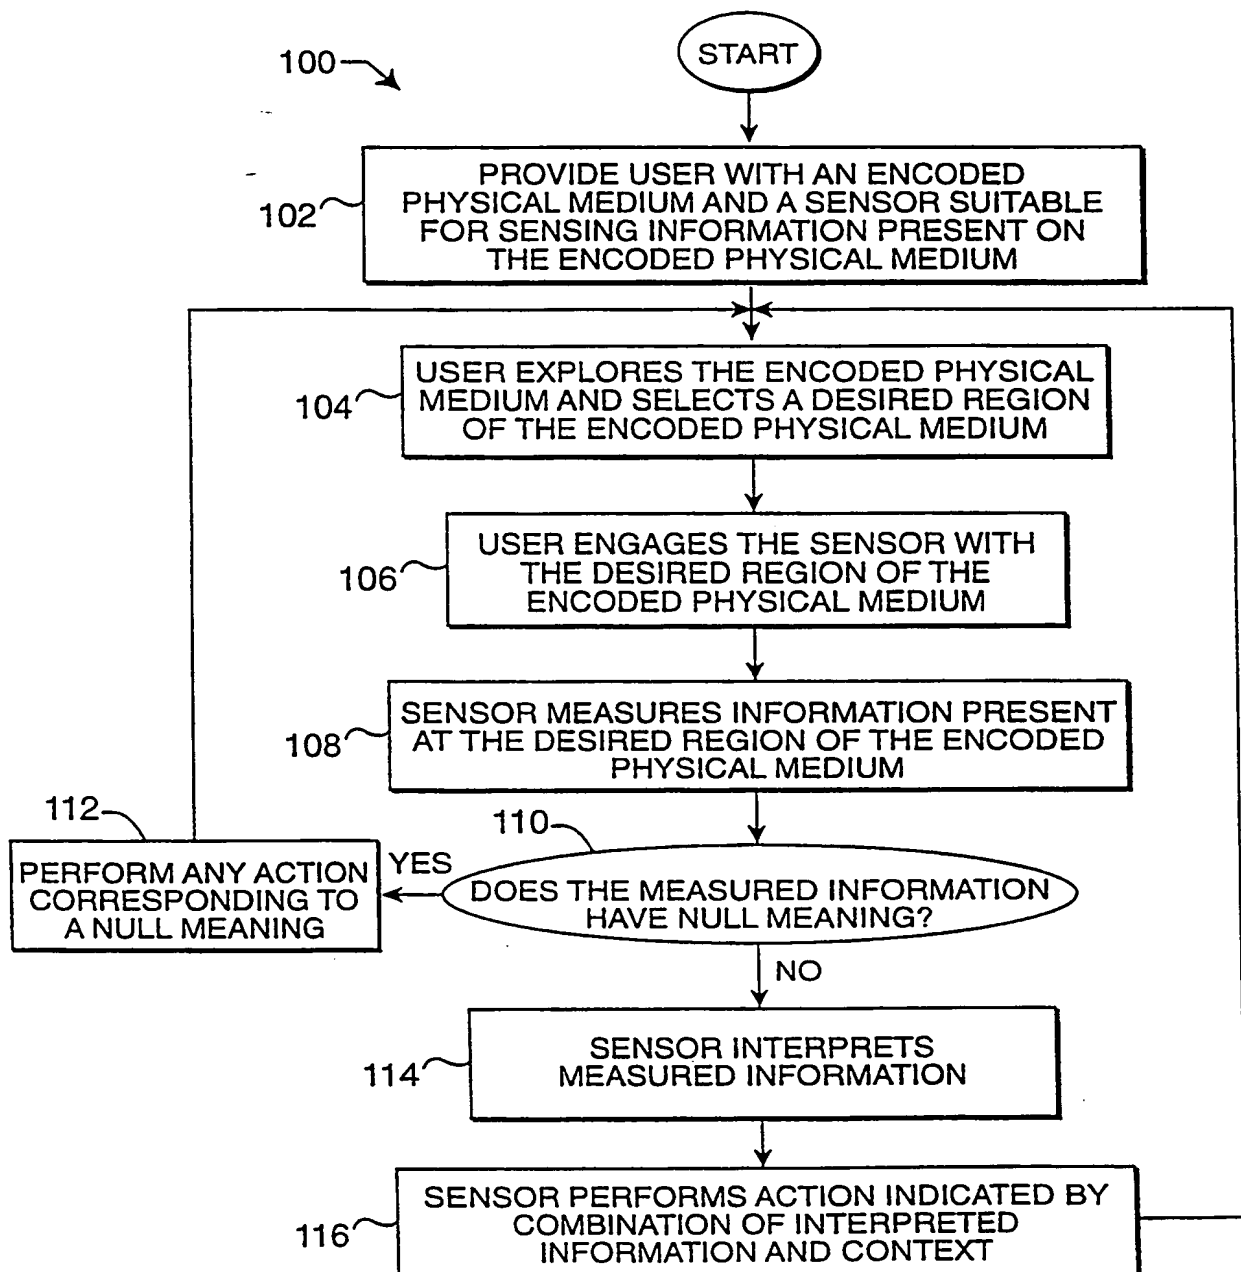 100
START
102
PROVIDE USER WITH AN ENCODED
PHYSICAL MEDIUM AND A SENSOR SUITABLE
FOR SENSING INFORMATION PRESENT ON
THE ENCODED PHYSICAL MEDIUM
104
USER EXPLORES THE ENCODED PHYSICAL
MEDIUM AND SELECTS A DESIRED REGION
OF THE ENCODED PHYSICAL MEDIUM
106
USER ENGAGES THE SENSOR WITH
THE DESIRED REGION OF THE
ENCODED PHYSICAL MEDIUM
108
SENSOR MEASURES INFORMATION PRESENT
AT THE DESIRED REGION OF THE ENCODED
PHYSICAL MEDIUM
110
DOES THE MEASURED INFORMATION
HAVE NULL MEANING?
YES
112
PERFORM ANY ACTION
CORRESPONDING TO
A NULL MEANING
NO
114
SENSOR INTERPRETS
MEASURED INFORMATION
116
SENSOR PERFORMS ACTION INDICATED BY
COMBINATION OF INTERPRETED
INFORMATION AND CONTEXT